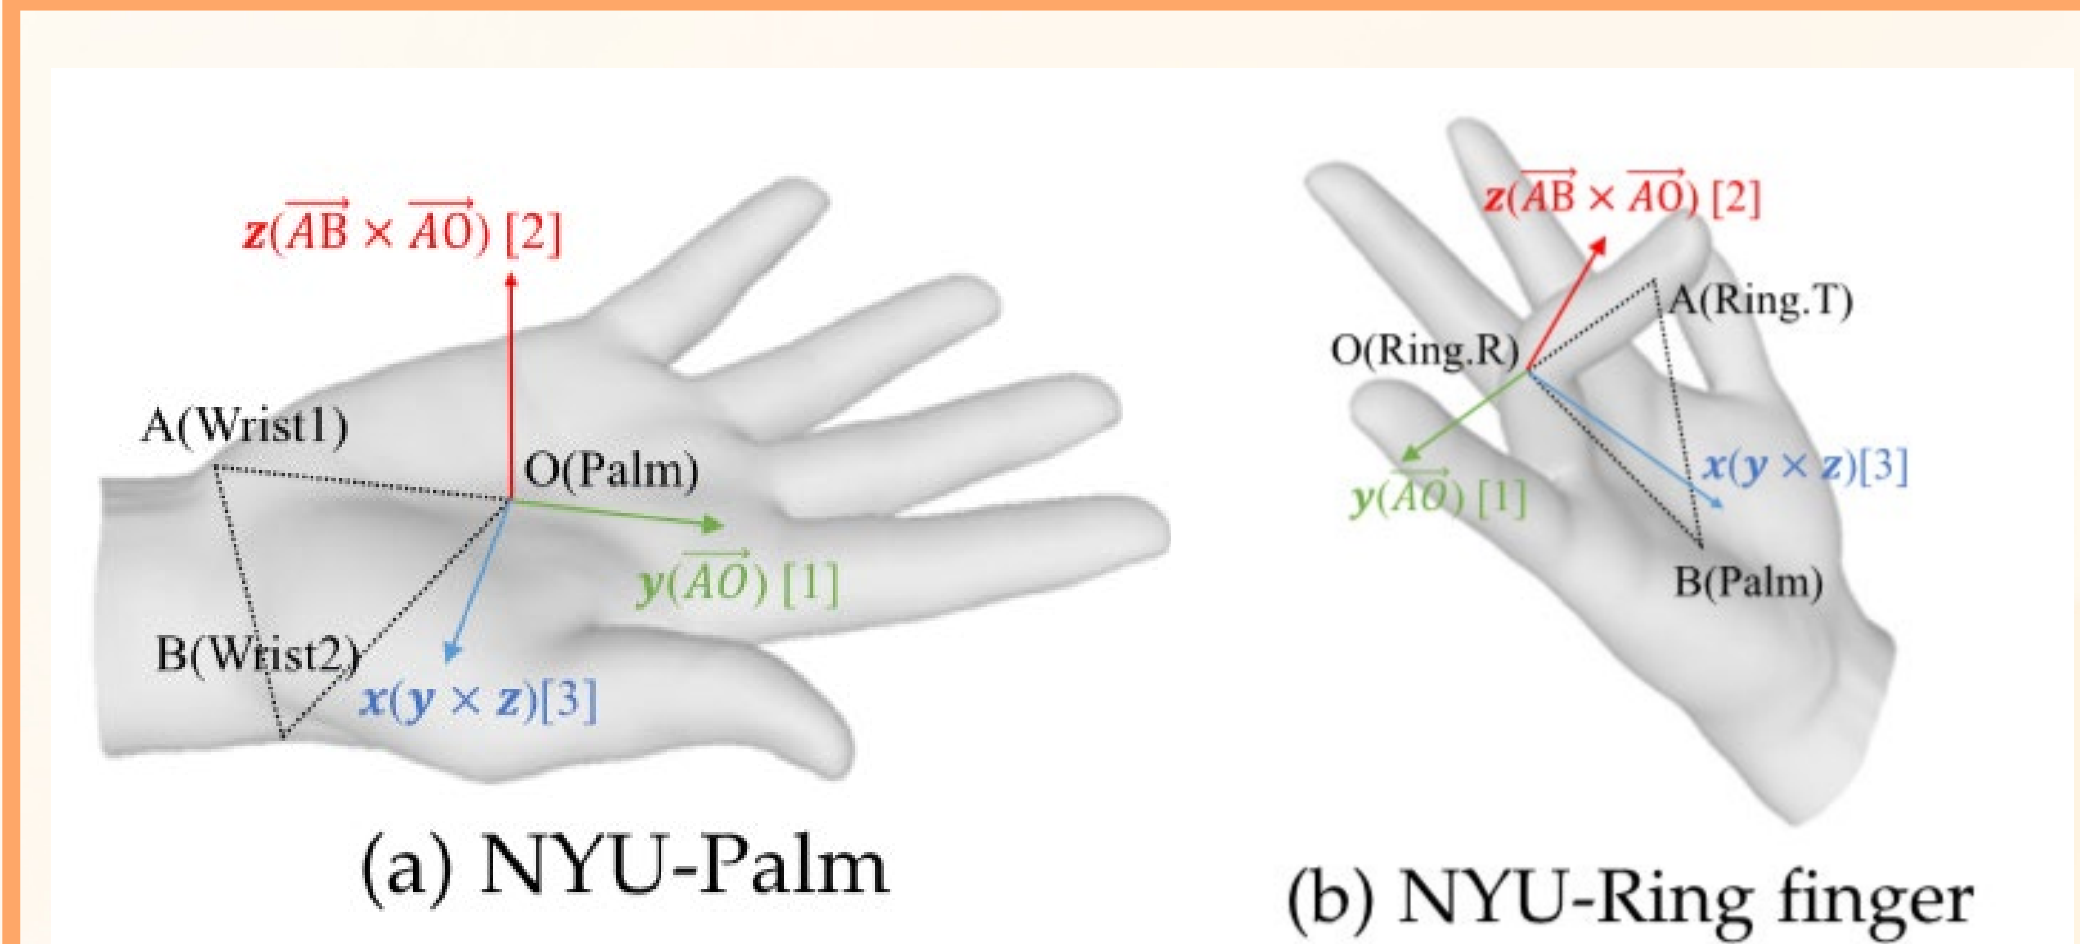 z(AB × AO) [2]
A(Wrist1)
O(Palm)
y(AO) [1]
B(Wrist2)
x(y × z)[3]
(a) NYU-Palm
z(AB × AO) [2]
A(Ring.T)
O(Ring.R)
x(y × z)[3]
y(AO) [1]
B(Palm)
(b) NYU-Ring finger